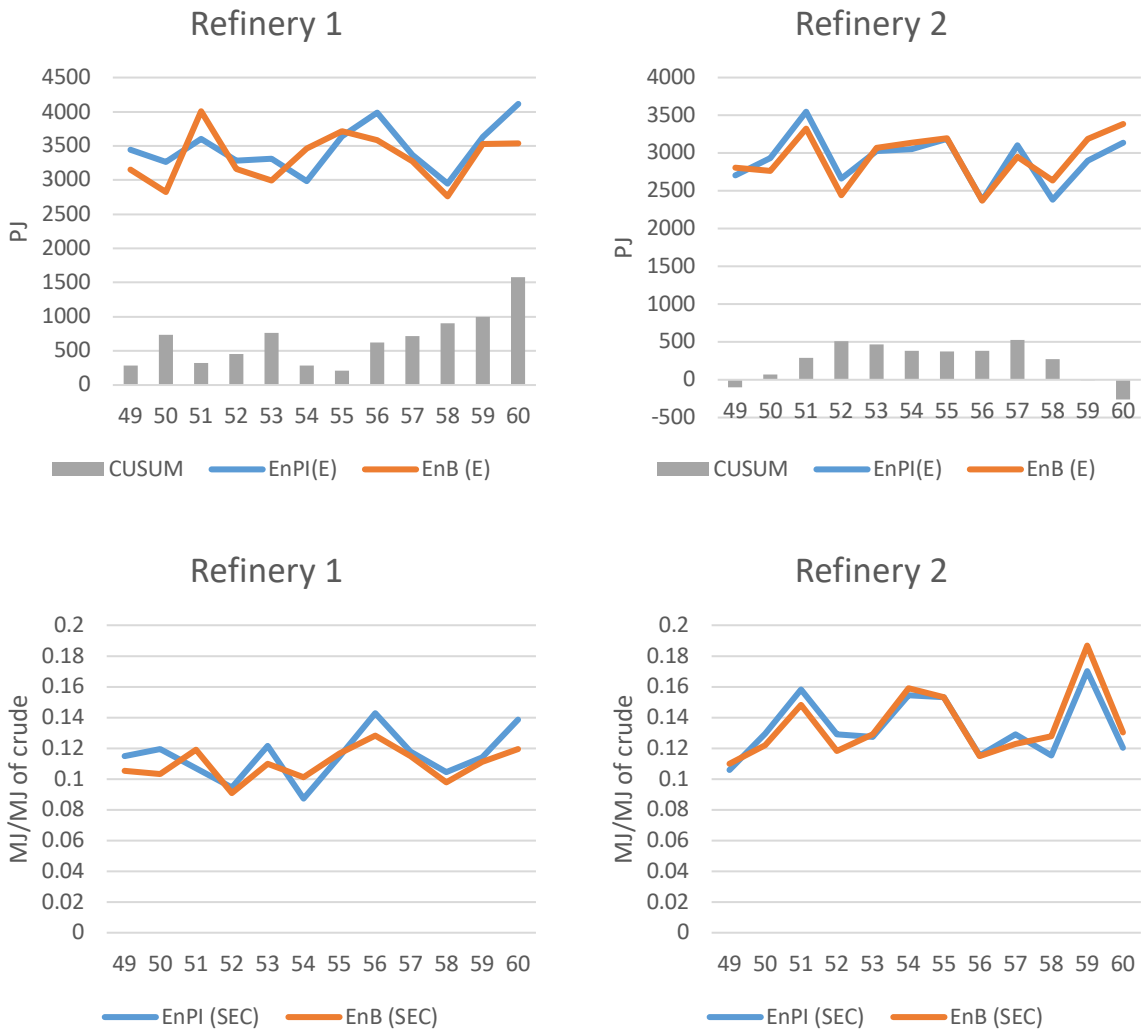 Refinery 1
4500
4000
3500
3000
2500
2000
1500
1000
500
0
PJ
49 50 51 52 53 54 55 56 57 58 59 60
CUSUM EnPI(E) EnB (E)
Refinery 2
4000
3500
3000
2500
2000
1500
1000
500
0
-500
PJ
49 50 51 52 53 54 55 56 57 58 59 60
CUSUM EnPI(E) EnB (E)
Refinery 1
0.2
0.18
0.16
0.14
0.12
0.1
0.08
0.06
0.04
0.02
0
MJ/MJ of crude
49 50 51 52 53 54 55 56 57 58 59 60
EnPI (SEC) EnB (SEC)
Refinery 2
0.2
0.18
0.16
0.14
0.12
0.1
0.08
0.06
0.04
0.02
0
MJ/MJ of crude
49 50 51 52 53 54 55 56 57 58 59 60
EnPI (SEC) EnB (SEC)